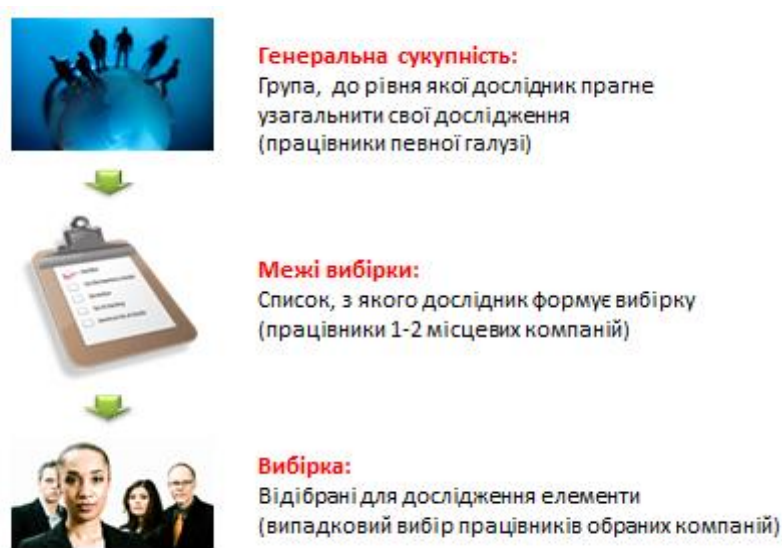 Генеральна сукупність:
Група, до рівня якої дослідник прагне
узагальнити свої дослідження
(працівники певної галузі)
Межі вибірки:
Список, з якого дослідник формує вибірку
(працівники 1-2 місцевих компаній)
Вибірка:
Відібрані для дослідження елементи
(випадковий вибір працівників обраних компаній)